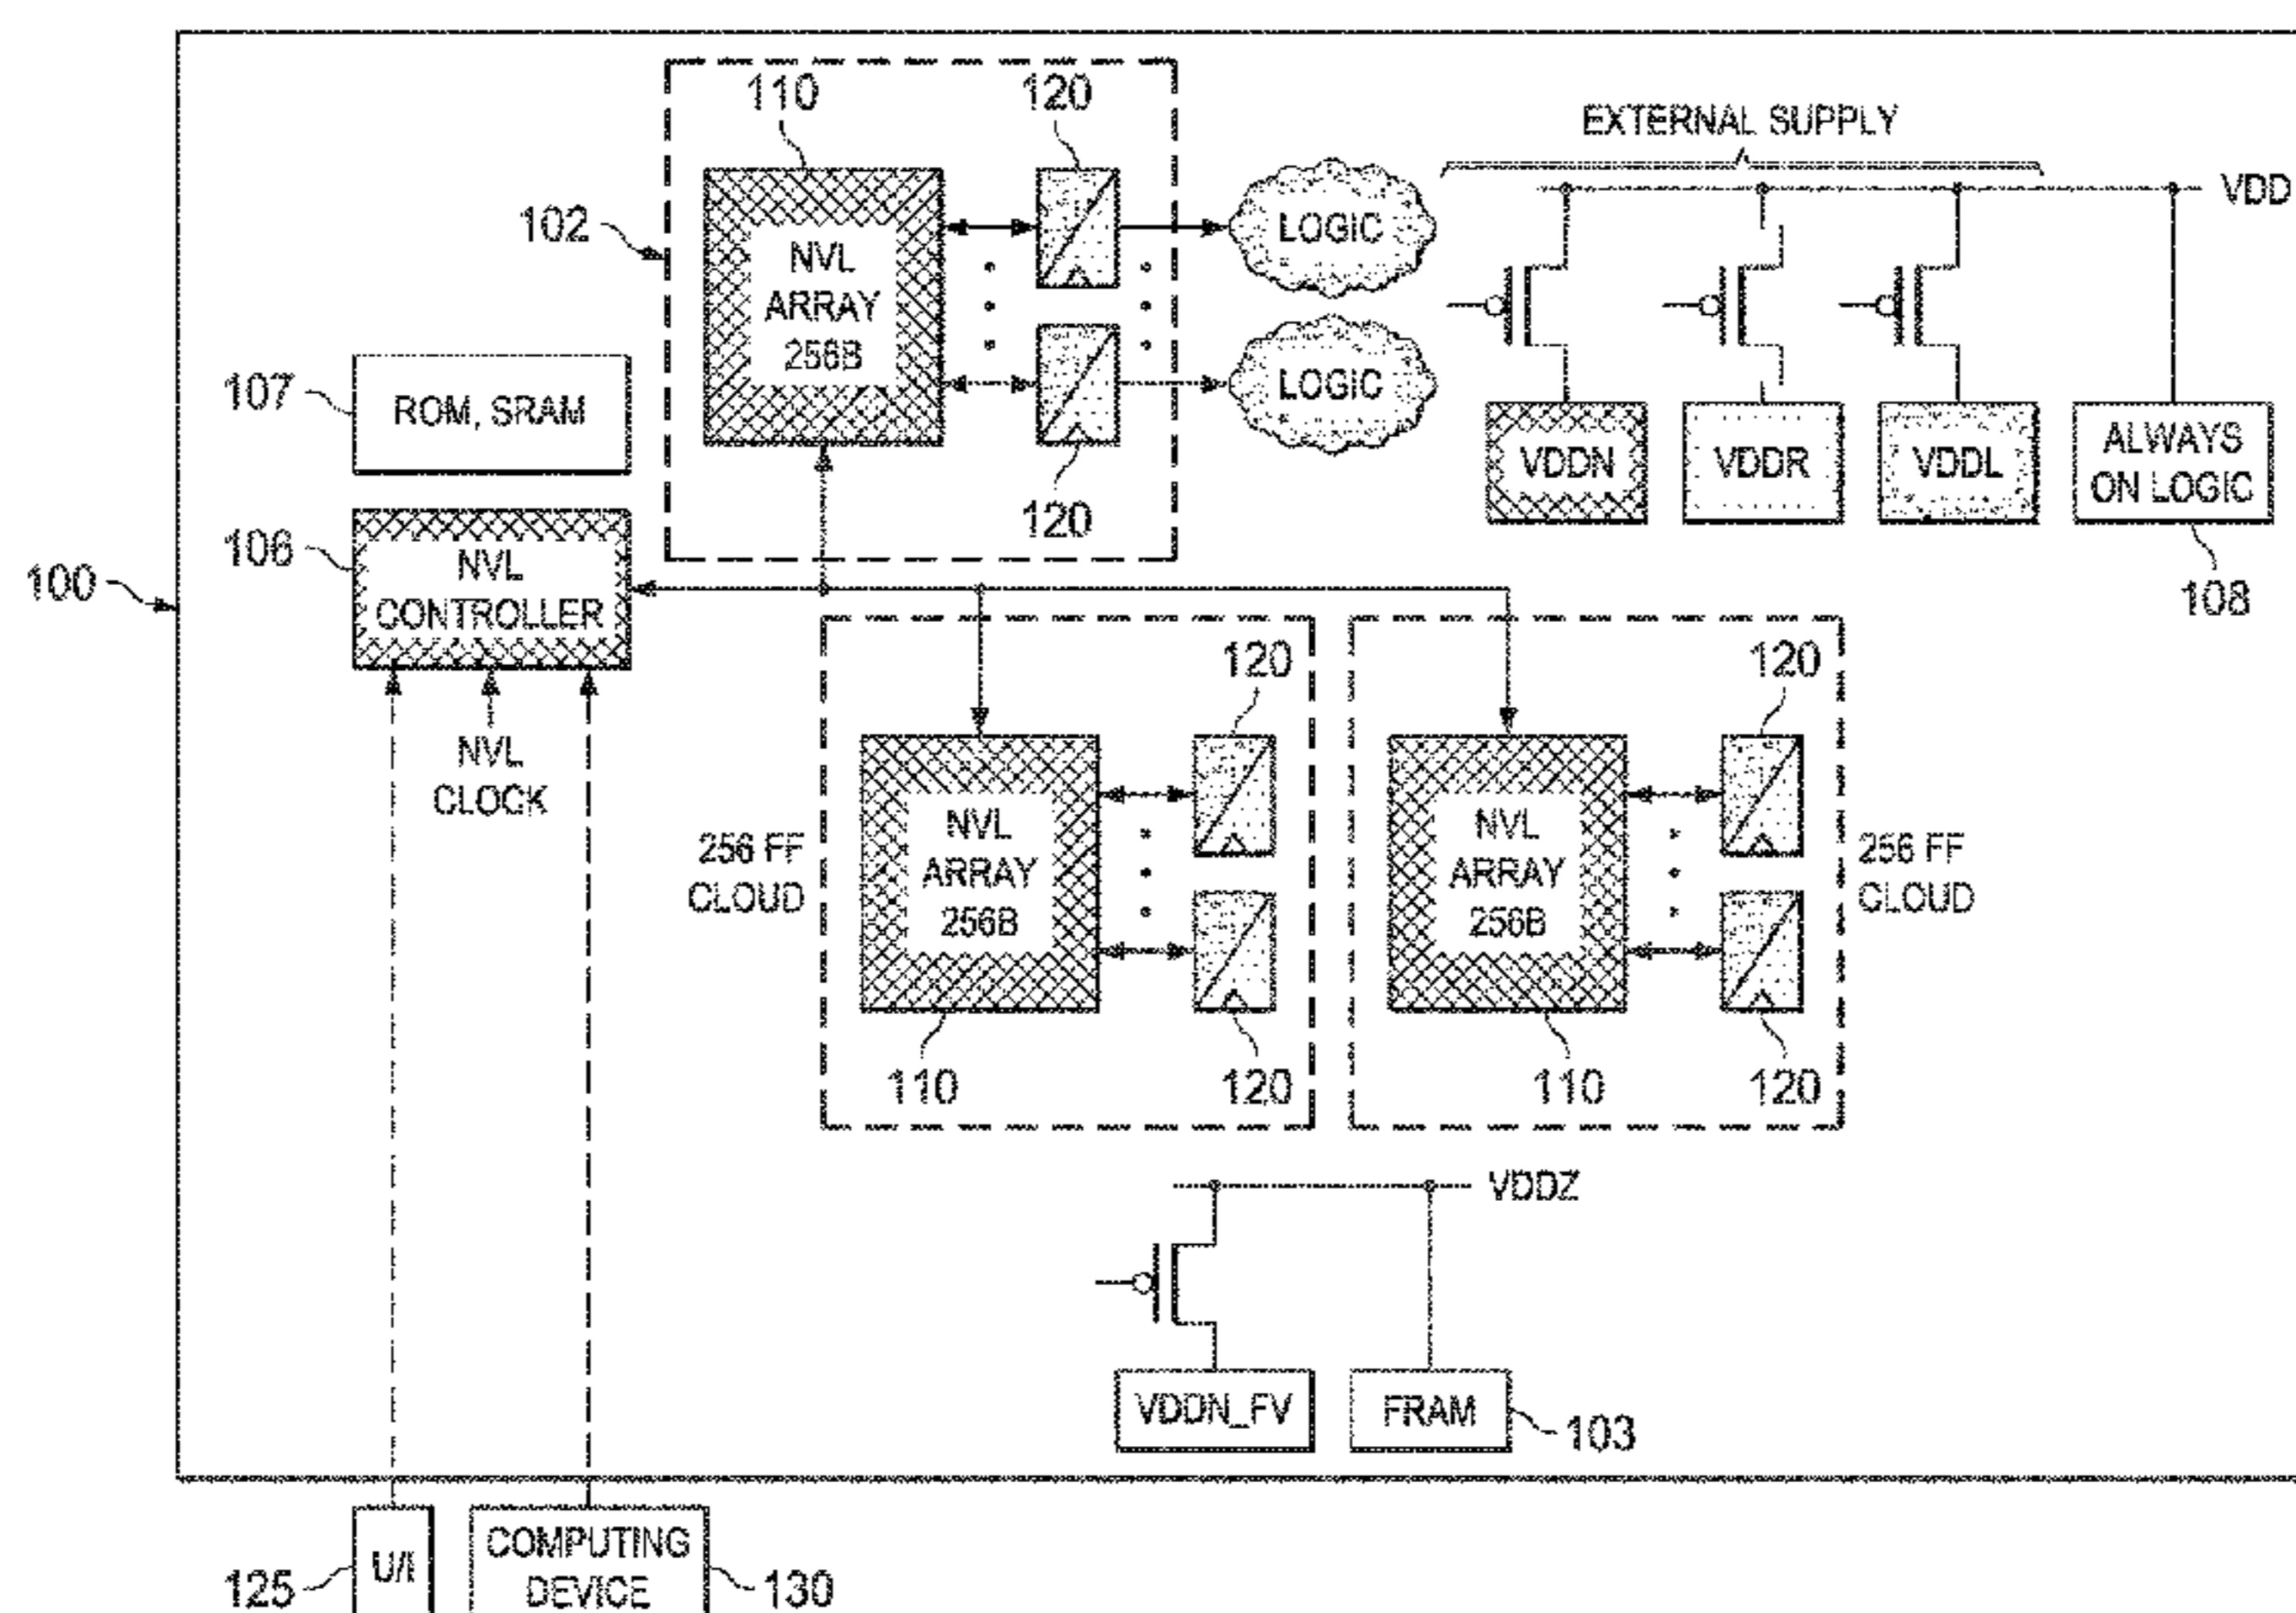 110
120
EXTERNAL SUPPLY
VDD
102
NVL
ARRAY
256B
LOGIC
LOGIC
107
ROM, SRAM
VDDN
VDDR
VDDL
ALWAYS
ON LOGIC
120
106
NVL
CONTROLLER
100
108
120
120
NVL
CLOCK
256 FF
CLOUD
NVL
ARRAY
256B
NVL
ARRAY
256B
256 FF
CLOUD
110
120
110
120
VDDZ
VDDN_FV
FRAM
103
125
U/I
COMPUTING
DEVICE
130